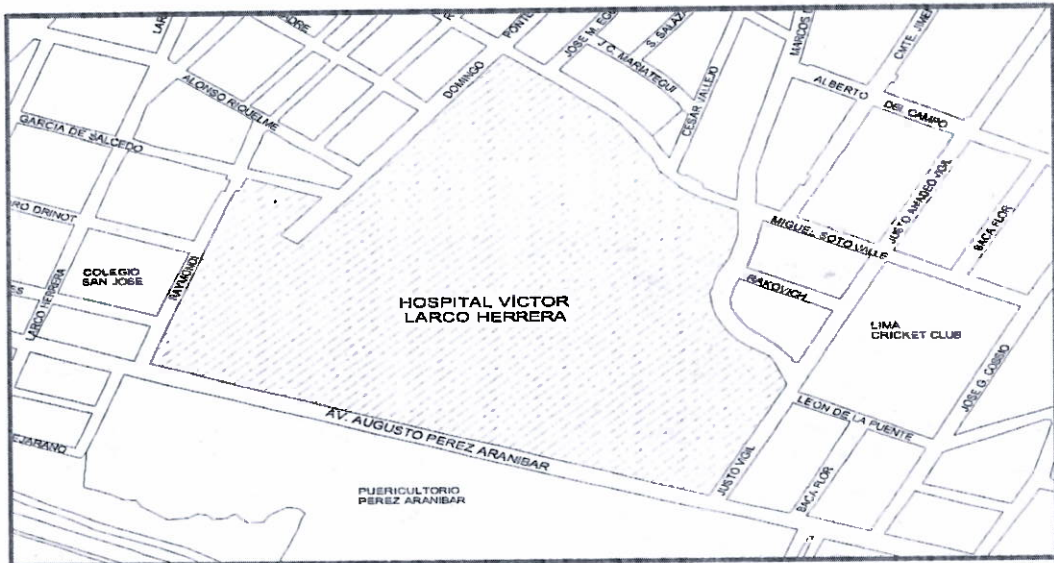 DOMINGO
JOSE M.
J C. MARIATEGUI
S. SALAZ
CESAR VALLEJO
MARCOS
CMTE. JIME
ALBERTO
DEL CAMPO
ALONSO RIQUELME
GARCIA DE SALCEDO
RO DRINOT
COLEGIO
SAN JOSE
RAYMONDI
LARCO HERRERA
HOSPITAL VÍCTOR
LARCO HERRERA
MIGUEL SOTO VALLE
JUSTO AMADEO VIGIL
BACA FLOR
RAKOVICH
LIMA
CRICKET CLUB
JOSE G. COSSIO
LEON DE LA PUENTE
AV. AUGUSTO PEREZ ARANIBAR
JUSTO VIGIL
BACA FLOR
EJARANO
PUERICULTORIO
PEREZ ARANIBAR